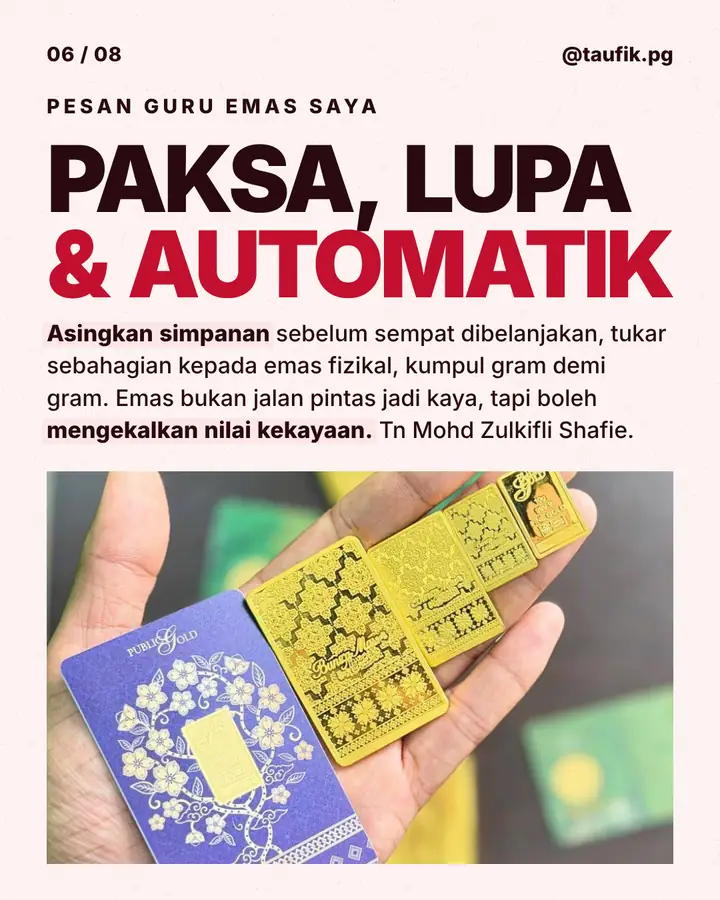 06 / 08
@taufik.pg
PESAN GURU EMAS SAYA
PAKSA, LUPA
& AUTOMATIK
Asingkan simpanan sebelum sempat dibelanjakan, tukar
sebahagian kepada emas fizikal, kumpul gram demi
gram. Emas bukan jalan pintas jadi kaya, tapi boleh
mengekalkan nilai kekayaan. Tn Mohd Zulkifli Shafie.
PUBLIC GOLD